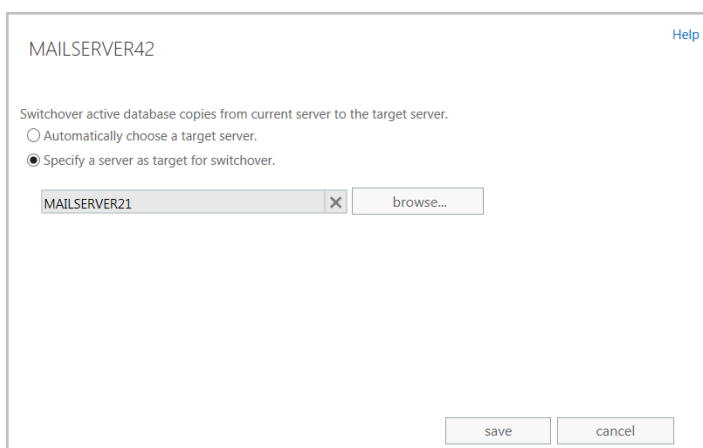 Help
MAILSERVER42
Switchover active database copies from current server to the target server.
Automatically choose a target server.
Specify a server as target for switchover.
MAILSERVER21
browse...
save
cancel